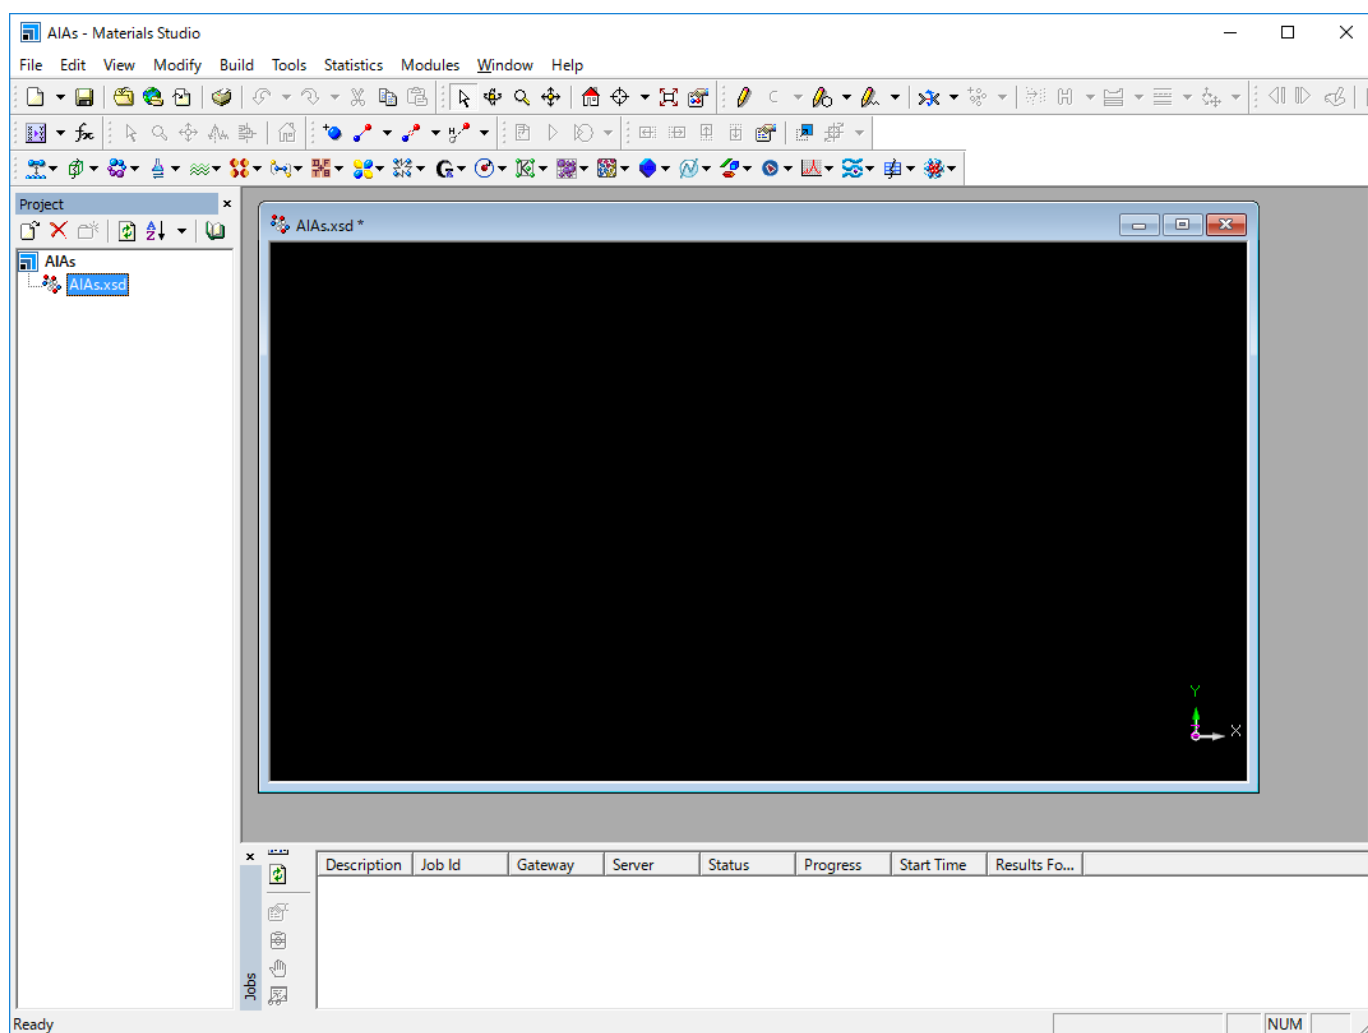 AlAs - Materials Studio
File Edit View Modify Build Tools Statistics Modules Window Help
Project
AlAs
AlAs.xsd
AlAs.xsd *
Y
X
Description Job Id Gateway Server Status Progress Start Time Results Fo...
Jobs
Ready
NUM